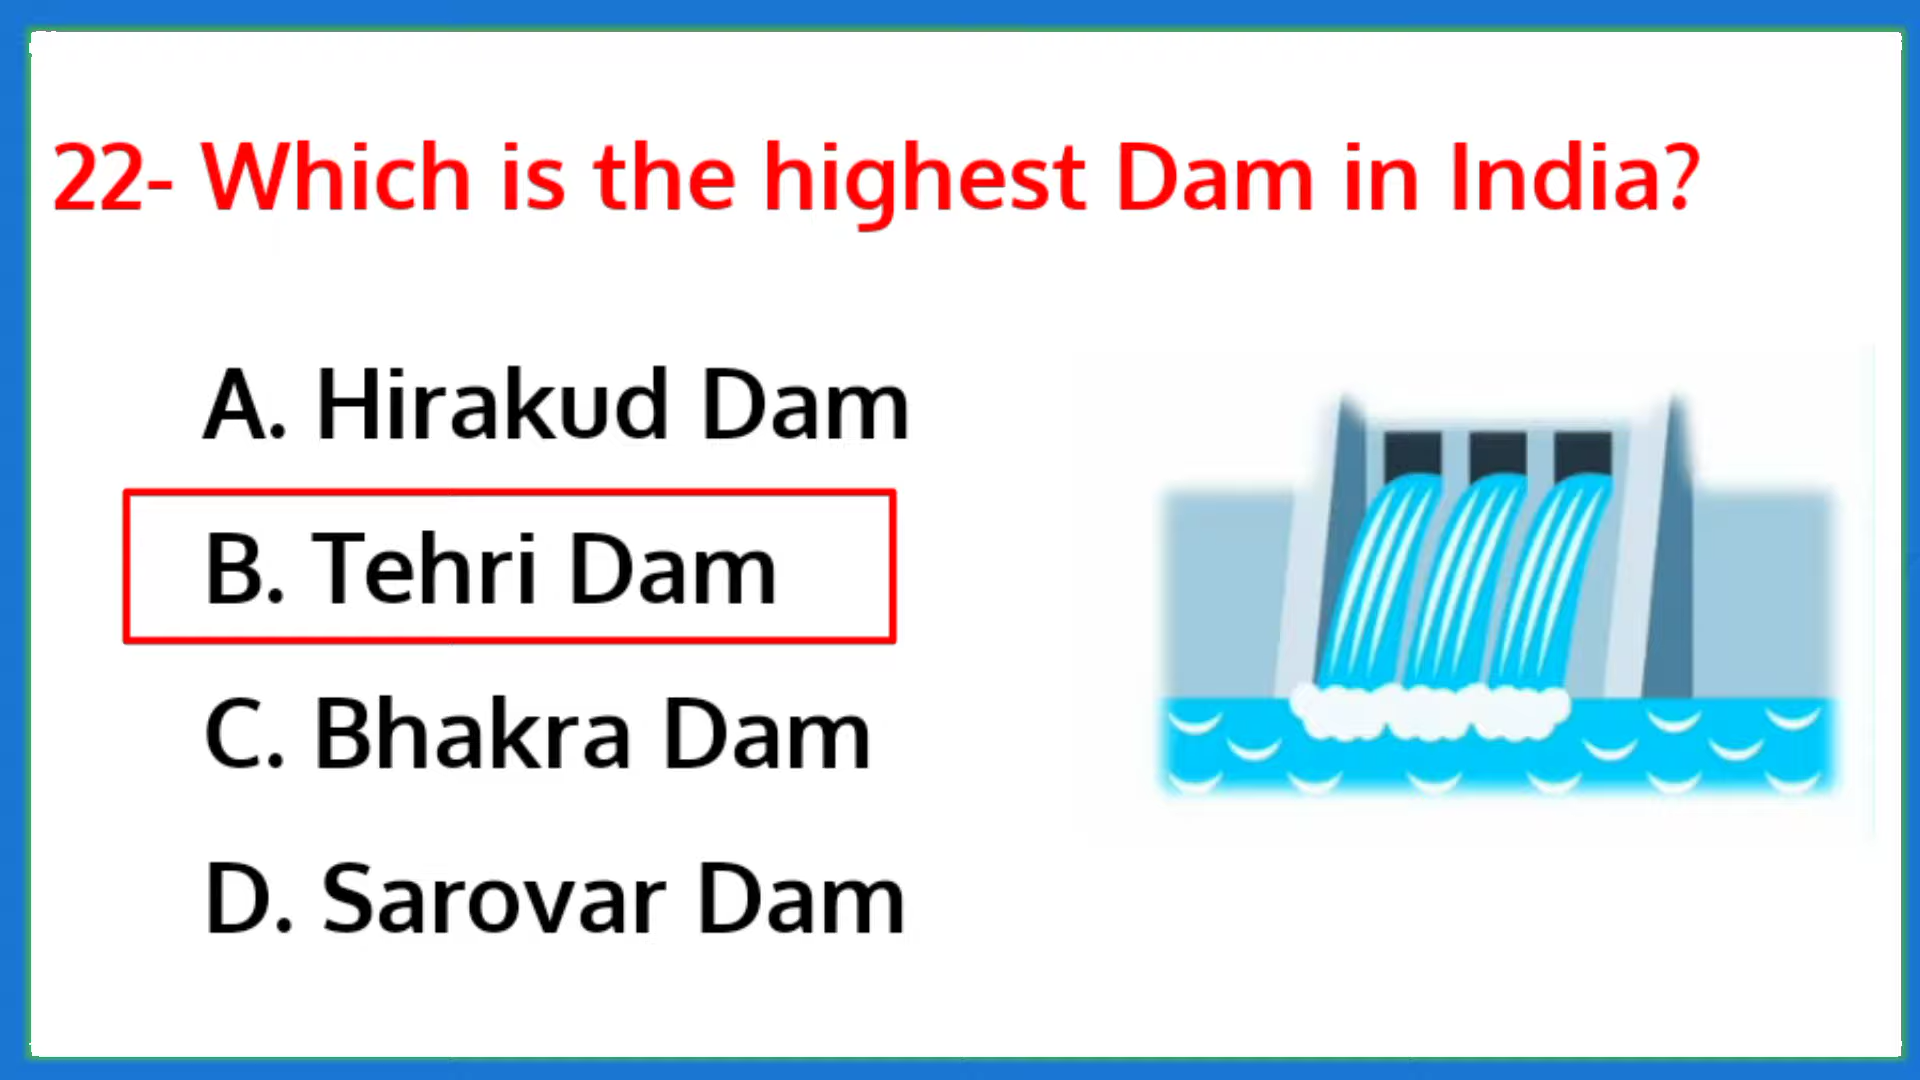 22- Which is the highest Dam in India?
A. Hirakud Dam
B. Tehri Dam
C. Bhakra Dam
D. Sarovar Dam